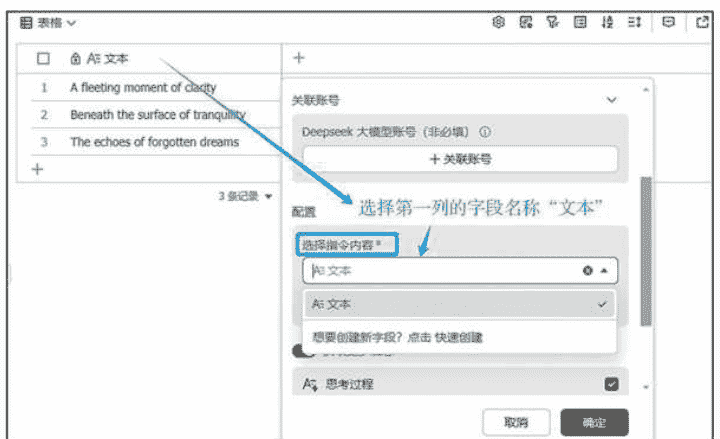 表格
文本
1 A fleeting moment of clarity
2 Beneath the surface of tranquility
3 The echoes of forgotten dreams
3 条记录
关联账号
Deepseek 大模型账号（非必填）
+ 关联账号
配置
选择第一列的字段名称“文本”
选择指令内容 *
文本
文本
想要创建新字段？点击 快速创建
思考过程
取消
确定